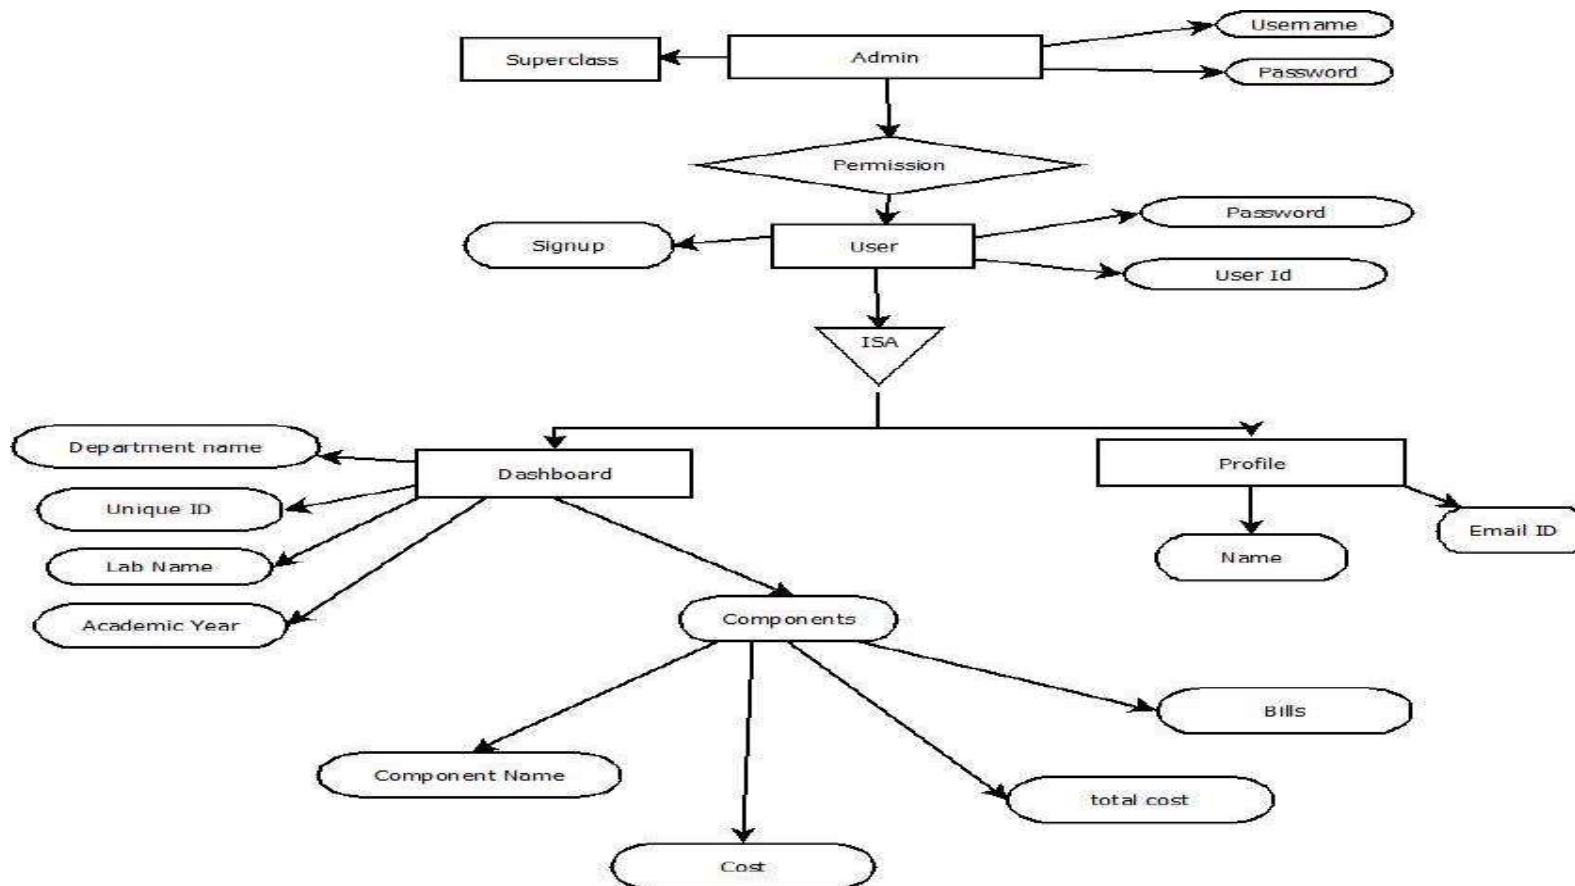 Username
Superclass
Admin
Password
Permission
Password
Signup
User
User Id
ISA
Department name
Dashboard
Profile
Unique ID
Name
Email ID
Lab Name
Academic Year
Components
Bills
Component Name
total cost
Cost